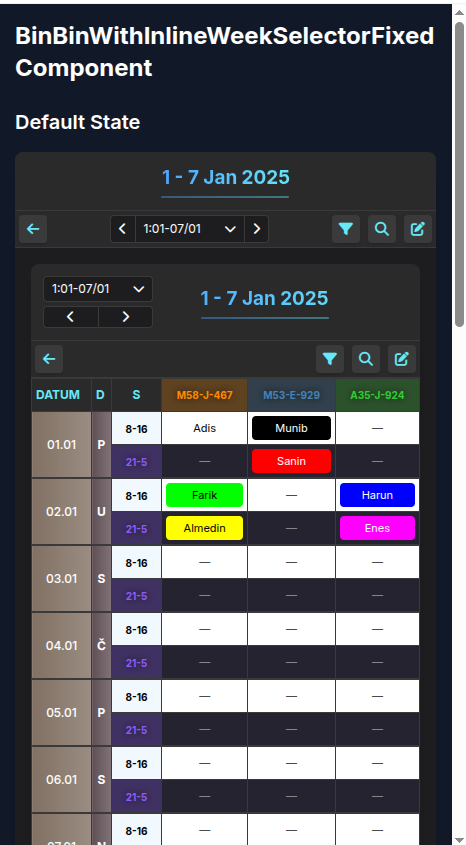 BinBinWithInlineWeekSelectorFixed
Component
Default State
1 - 7 Jan 2025
1:01-07/01
1:01-07/01
1 - 7 Jan 2025
DATUM D S M58-J-467 M53-E-929 A35-J-924
01.01 P 8-16 Adis Munib —
21-5 — Sanin —
02.01 U 8-16 Farik — Harun
21-5 Almedin — Enes
03.01 S 8-16 — — —
21-5 — — —
04.01 Č 8-16 — — —
21-5 — — —
05.01 P 8-16 — — —
21-5 — — —
06.01 S 8-16 — — —
21-5 — — —
8-16 — — —